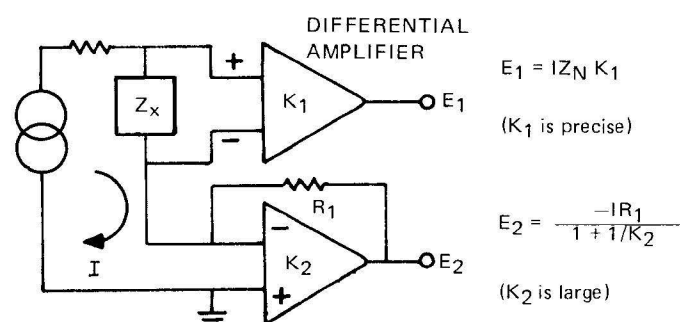 DIFFERENTIAL
AMPLIFIER
+
K₁
E₁
Zₓ
−
E₁ = IZ_N K₁
(K₁ is precise)
R₁
−
K₂
+
E₂
I
E₂ = −IR₁ / 1 + 1/K₂
(K₂ is large)